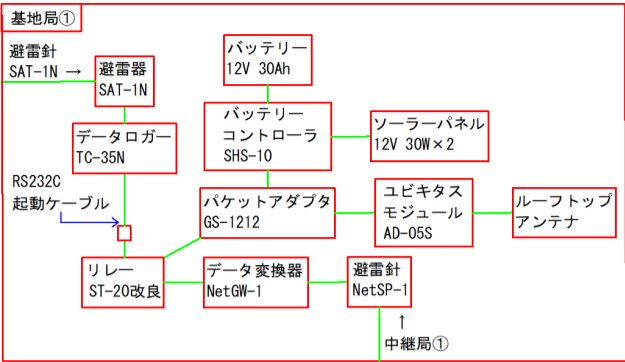 基地局①
避雷針
SAT-1N →
避雷器
SAT-1N
バッテリー
12V 30Ah
データロガー
TC-35N
バッテリー
コントローラ
SHS-10
ソーラーパネル
12V 30W×2
RS232C
起動ケーブル
パケットアダプタ
GS-1212
ユビキタス
モジュール
AD-05S
ルーフトップ
アンテナ
リレー
ST-20改良
データ変換器
NetGW-1
避雷針
NetSP-1
↑
中継局①